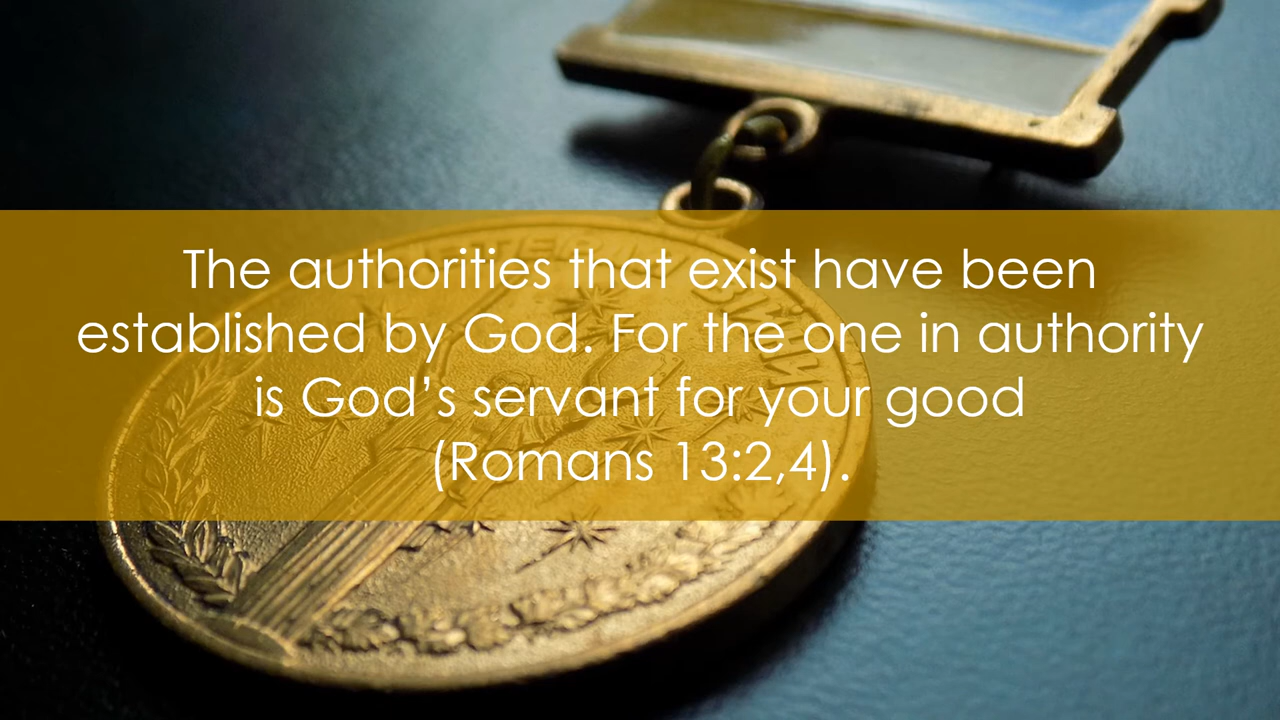 The authorities that exist have been
established by God. For the one in authority
is God’s servant for your good
(Romans 13:2,4).